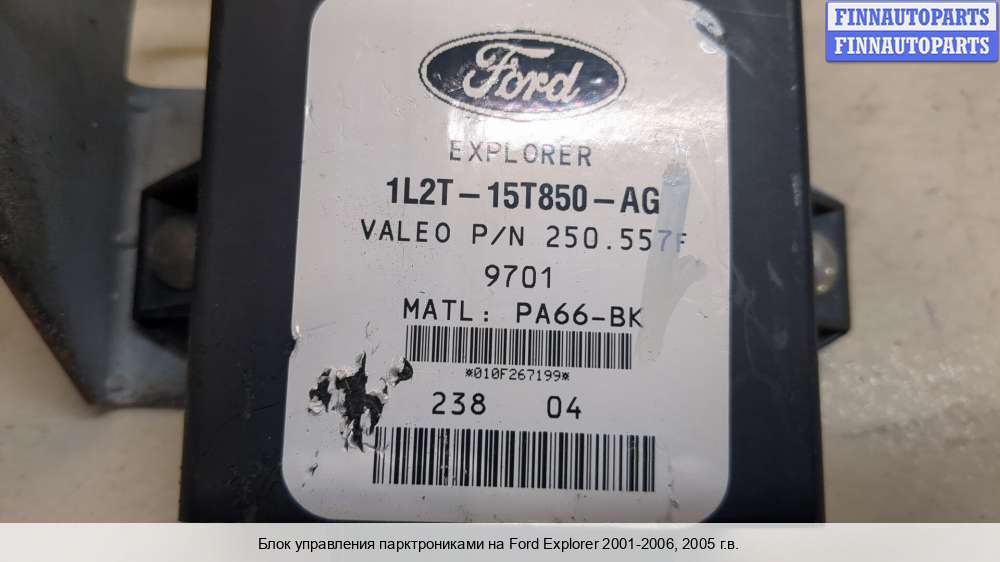 FINNAUTOPARTS
FINNAUTOPARTS
Ford
EXPLORER
1L2T-15T850-AG
VALEO P/N 250.557F
9701
MATL: PA66-BK
*010F267199*
238 04
Блок управления парктрониками на Ford Explorer 2001-2006, 2005 г.в.